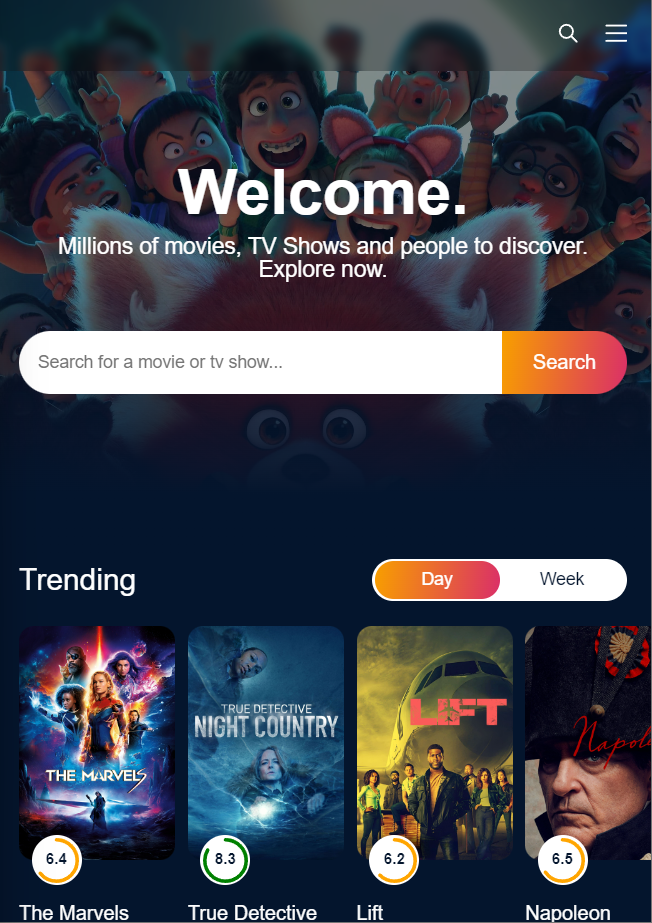 Welcome.
Millions of movies, TV Shows and people to discover.
Explore now.
Search for a movie or tv show...
Search
Trending
Day
Week
THE MARVELS
TRUE DETECTIVE
NIGHT COUNTRY
LIFT
6.4
8.3
6.2
6.5
The Marvels
True Detective
Lift
Napoleon